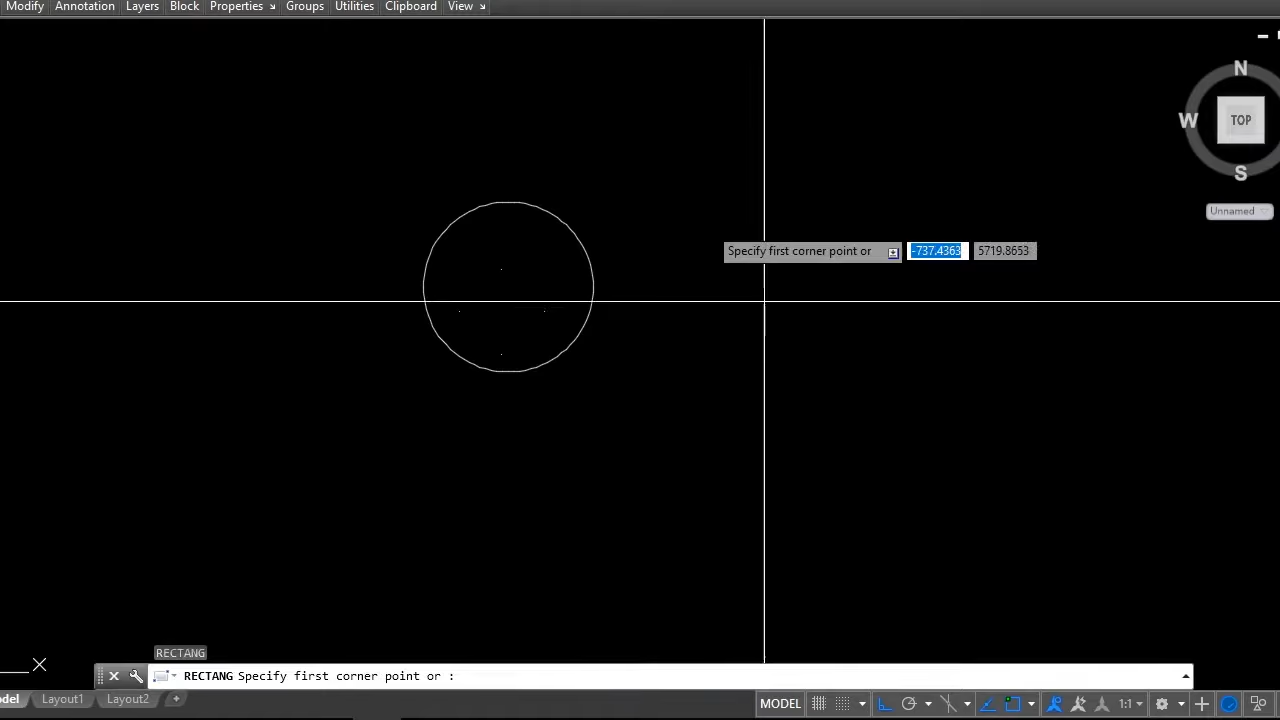 Modify Annotation Layers Block Properties Groups Utilities Clipboard View
N
W TOP
S
Unnamed
Specify first corner point or -737.4363 5719.8653
RECTANG
RECTANG Specify first corner point or :
Layout1 Layout2 +
MODEL 1:1